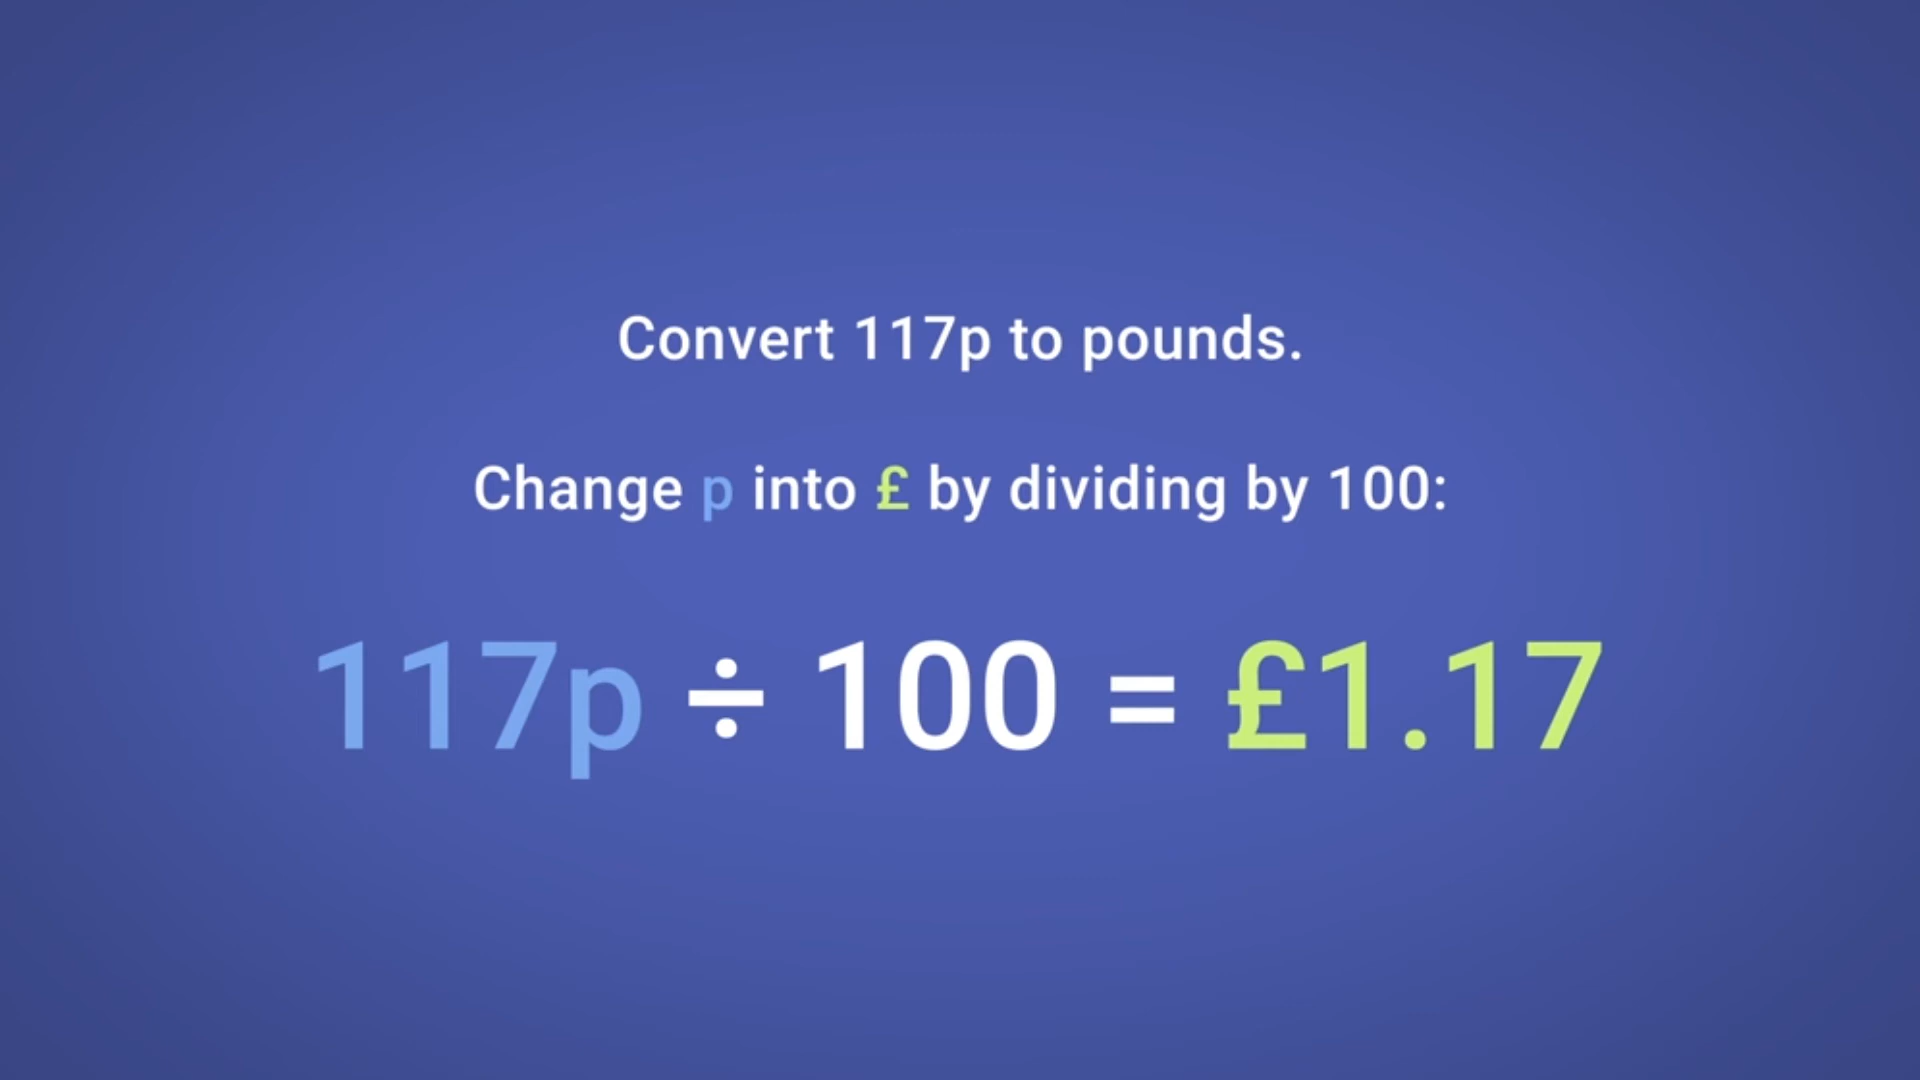 Convert 117p to pounds.
Change p into £ by dividing by 100:
117p ÷ 100 = £1.17